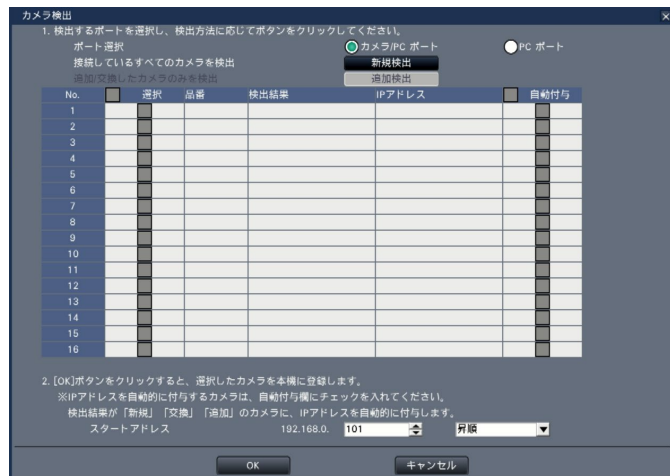 カメラ検出
1. 検出するポートを選択し、検出方法に応じてボタンをクリックしてください。
ポート選択 カメラ/PC ポート PC ポート
接続しているすべてのカメラを検出 新規検出
追加/交換したカメラのみを検出 追加検出
No. 選択 品番 検出結果 IPアドレス 自動付与
1
2
3
4
5
6
7
8
9
10
11
12
13
14
15
16
2. [OK]ボタンをクリックすると、選択したカメラを本機に登録します。
※IPアドレスを自動的に付与するカメラは、自動付与欄にチェックを入れてください。
検出結果が「新規」「交換」「追加」のカメラに、IPアドレスを自動的に付与します。
スタートアドレス 192.168.0. 101 昇順
OK キャンセル